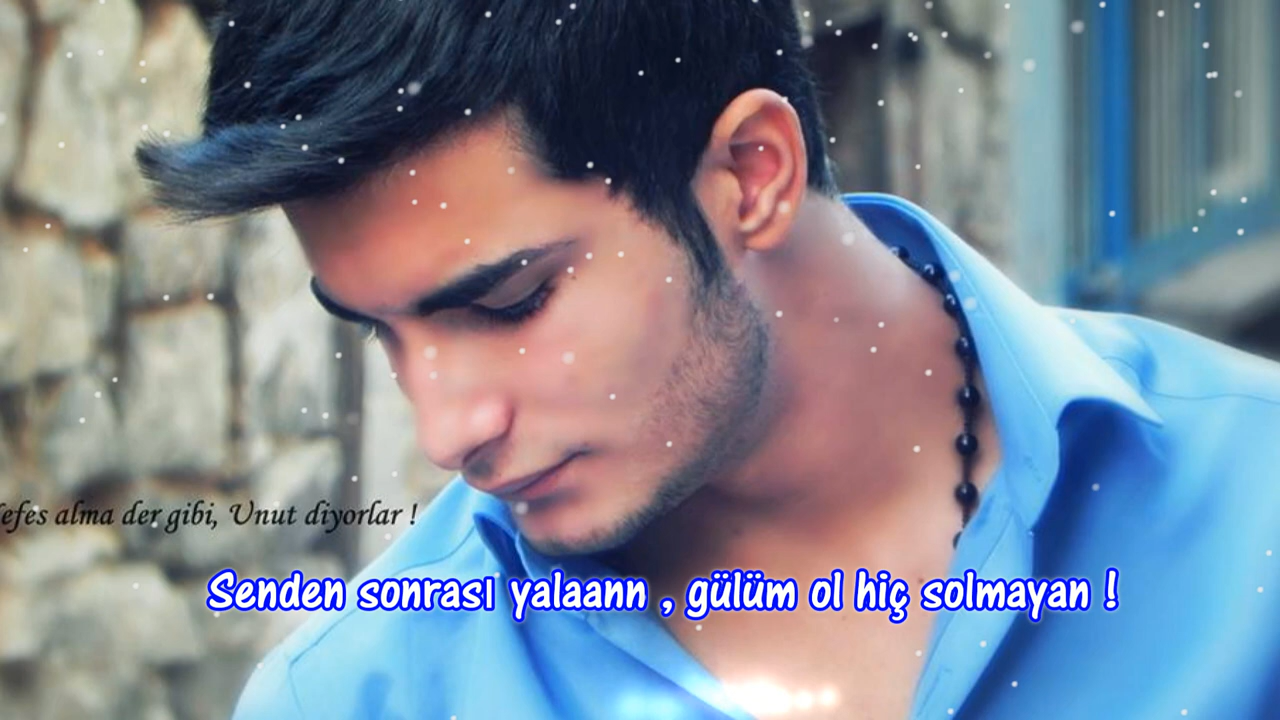 efes alma der gibi, Unut diyorlar !
Senden sonrası yalaann , gülüm ol hiç solmayan !